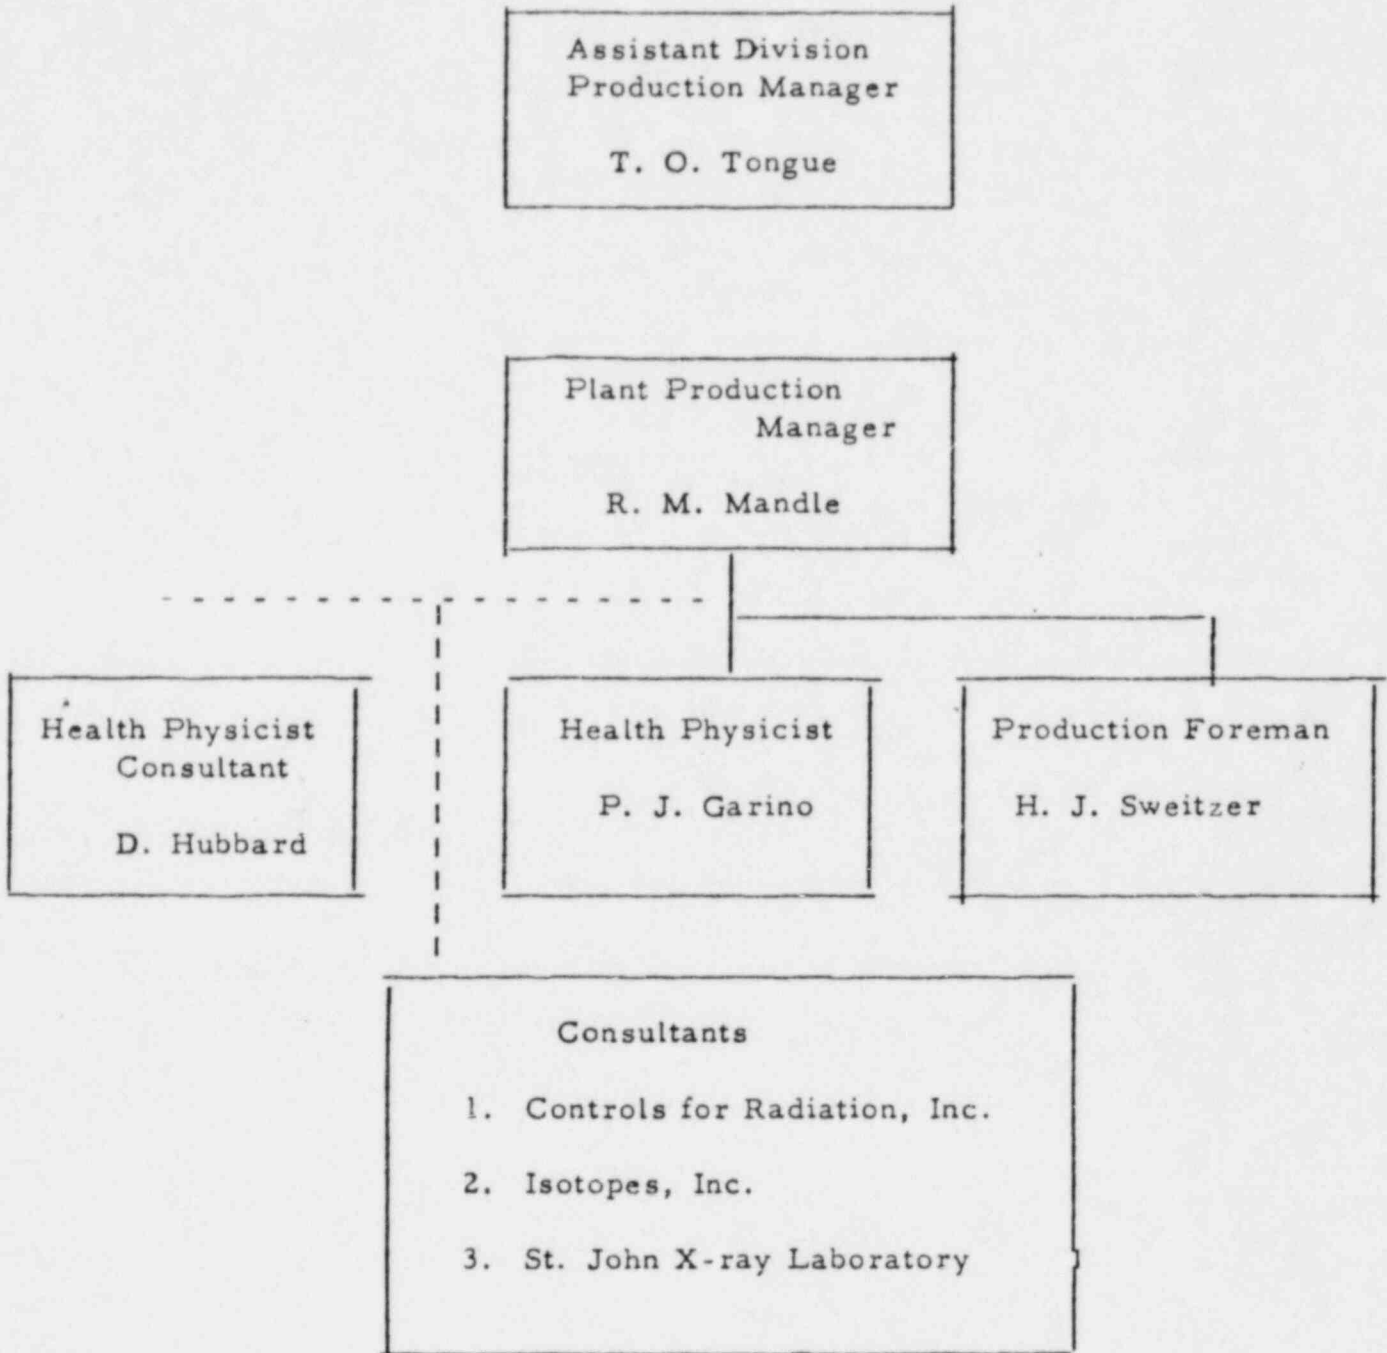 Assistant Division
Production Manager
T. O. Tongue
Plant Production
Manager
R. M. Mandle
Health Physicist
Consultant
D. Hubbard
Health Physicist
P. J. Garino
Production Foreman
H. J. Sweitzer
Consultants
1. Controls for Radiation, Inc.
2. Isotopes, Inc.
3. St. John X-ray Laboratory